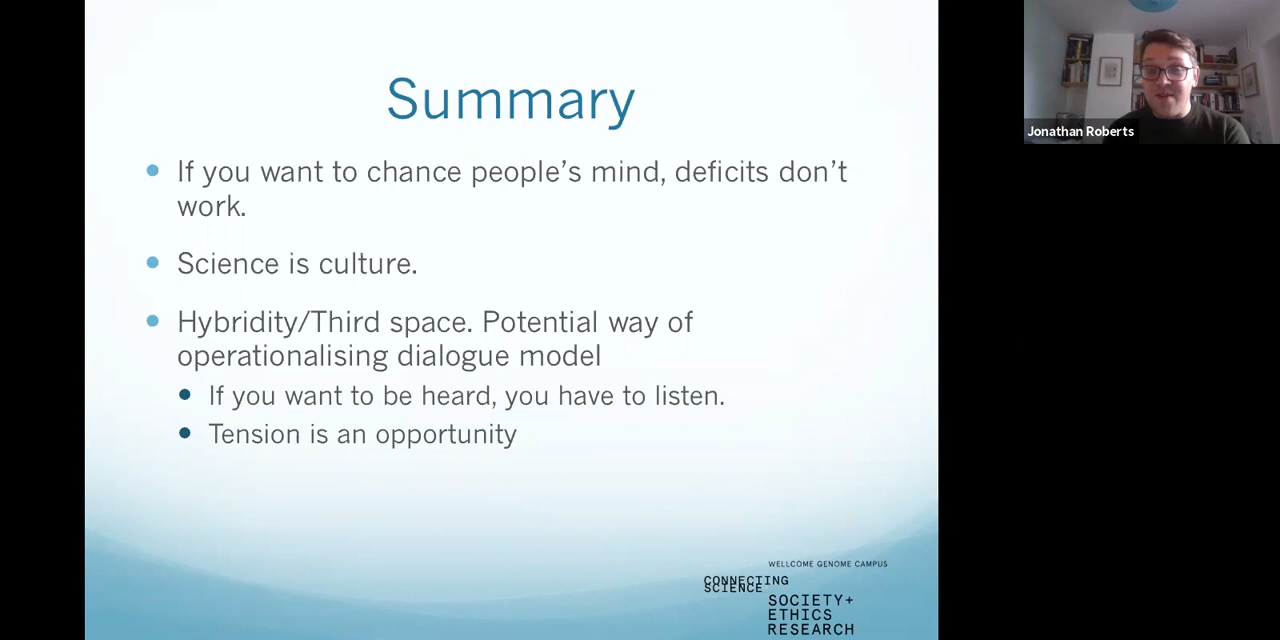 Summary
If you want to chance people's mind, deficits don't
work.
Science is culture.
Hybridity/Third space. Potential way of
operationalising dialogue model
If you want to be heard, you have to listen.
Tension is an opportunity
WELLCOME GENOME CAMPUS
CONNECTING
SCIENCE
SOCIETY+
ETHICS
RESEARCH
Jonathan Roberts